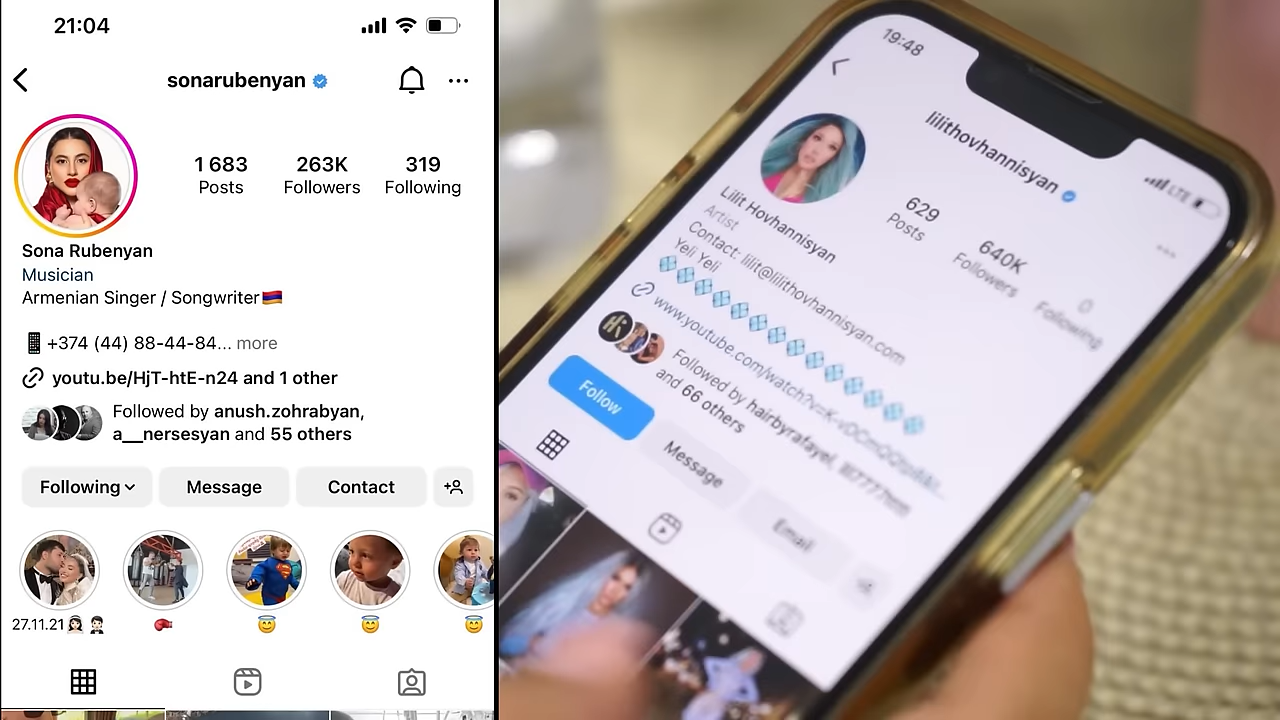 21:04
sonarubenyan
1 683
Posts
263K
Followers
319
Following
Sona Rubenyan
Musician
Armenian Singer / Songwriter🇦🇲
📱+374 (44) 88-44-84... more
youtu.be/HjT-htE-n24 and 1 other
Followed by anush.zohrabyan,
a__nersesyan and 55 others
Following
Message
Contact
27.11.21👰🏻🤵🏻
🥊
😇
😇
😇
19:48
LTE
lilithovhannisyan
629
Posts
640K
Followers
0
Following
Lilit Hovhannisyan
Artist
Contact: lilit@lilithovhannisyan.com
Yeli Yeli
www.youtube.com/watch?v=K-vDCmQQ
Followed by hairbyrafayel,
and 66 others
Follow
Message
Email